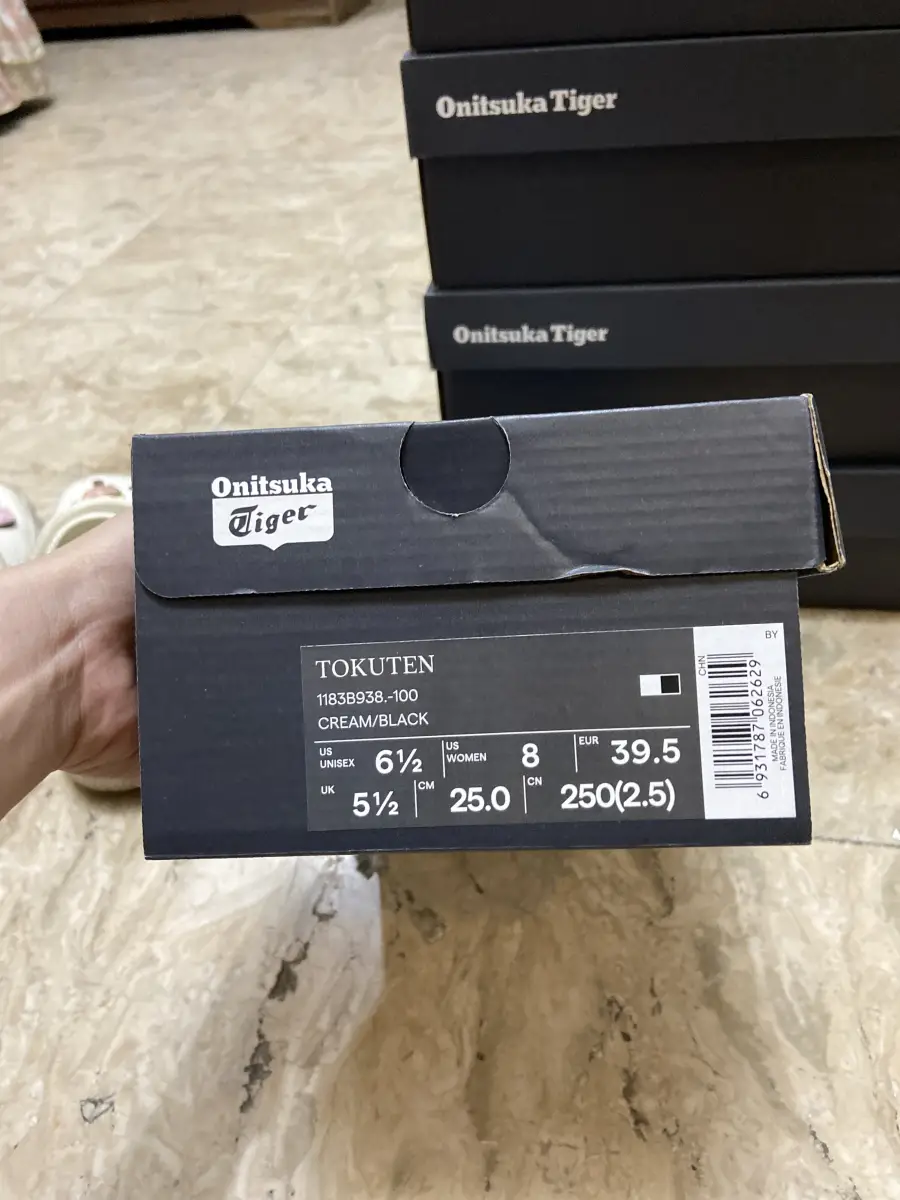 Onitsuka Tiger
Onitsuka Tiger
Onitsuka
Tiger
TOKUTEN
1183B938.-100
CREAM/BLACK
US UNISEX 6½ US WOMEN 8 EUR 39.5
UK 5½ CM 25.0 CN 250(2.5)
BY
CHN
6 931787 062629
MADE IN INDONESIA
FABRIQUE EN INDONESIE